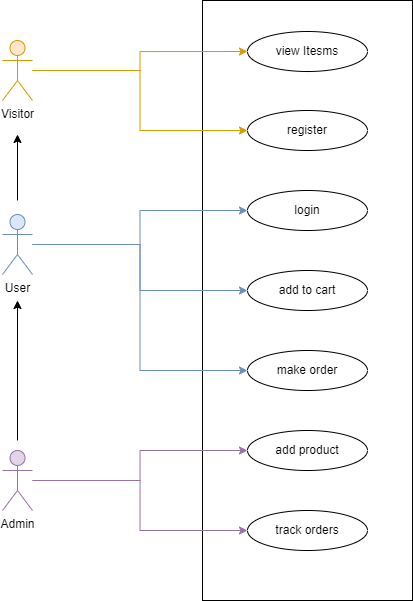 view Itesms
Visitor
register
login
User
add to cart
make order
add product
Admin
track orders